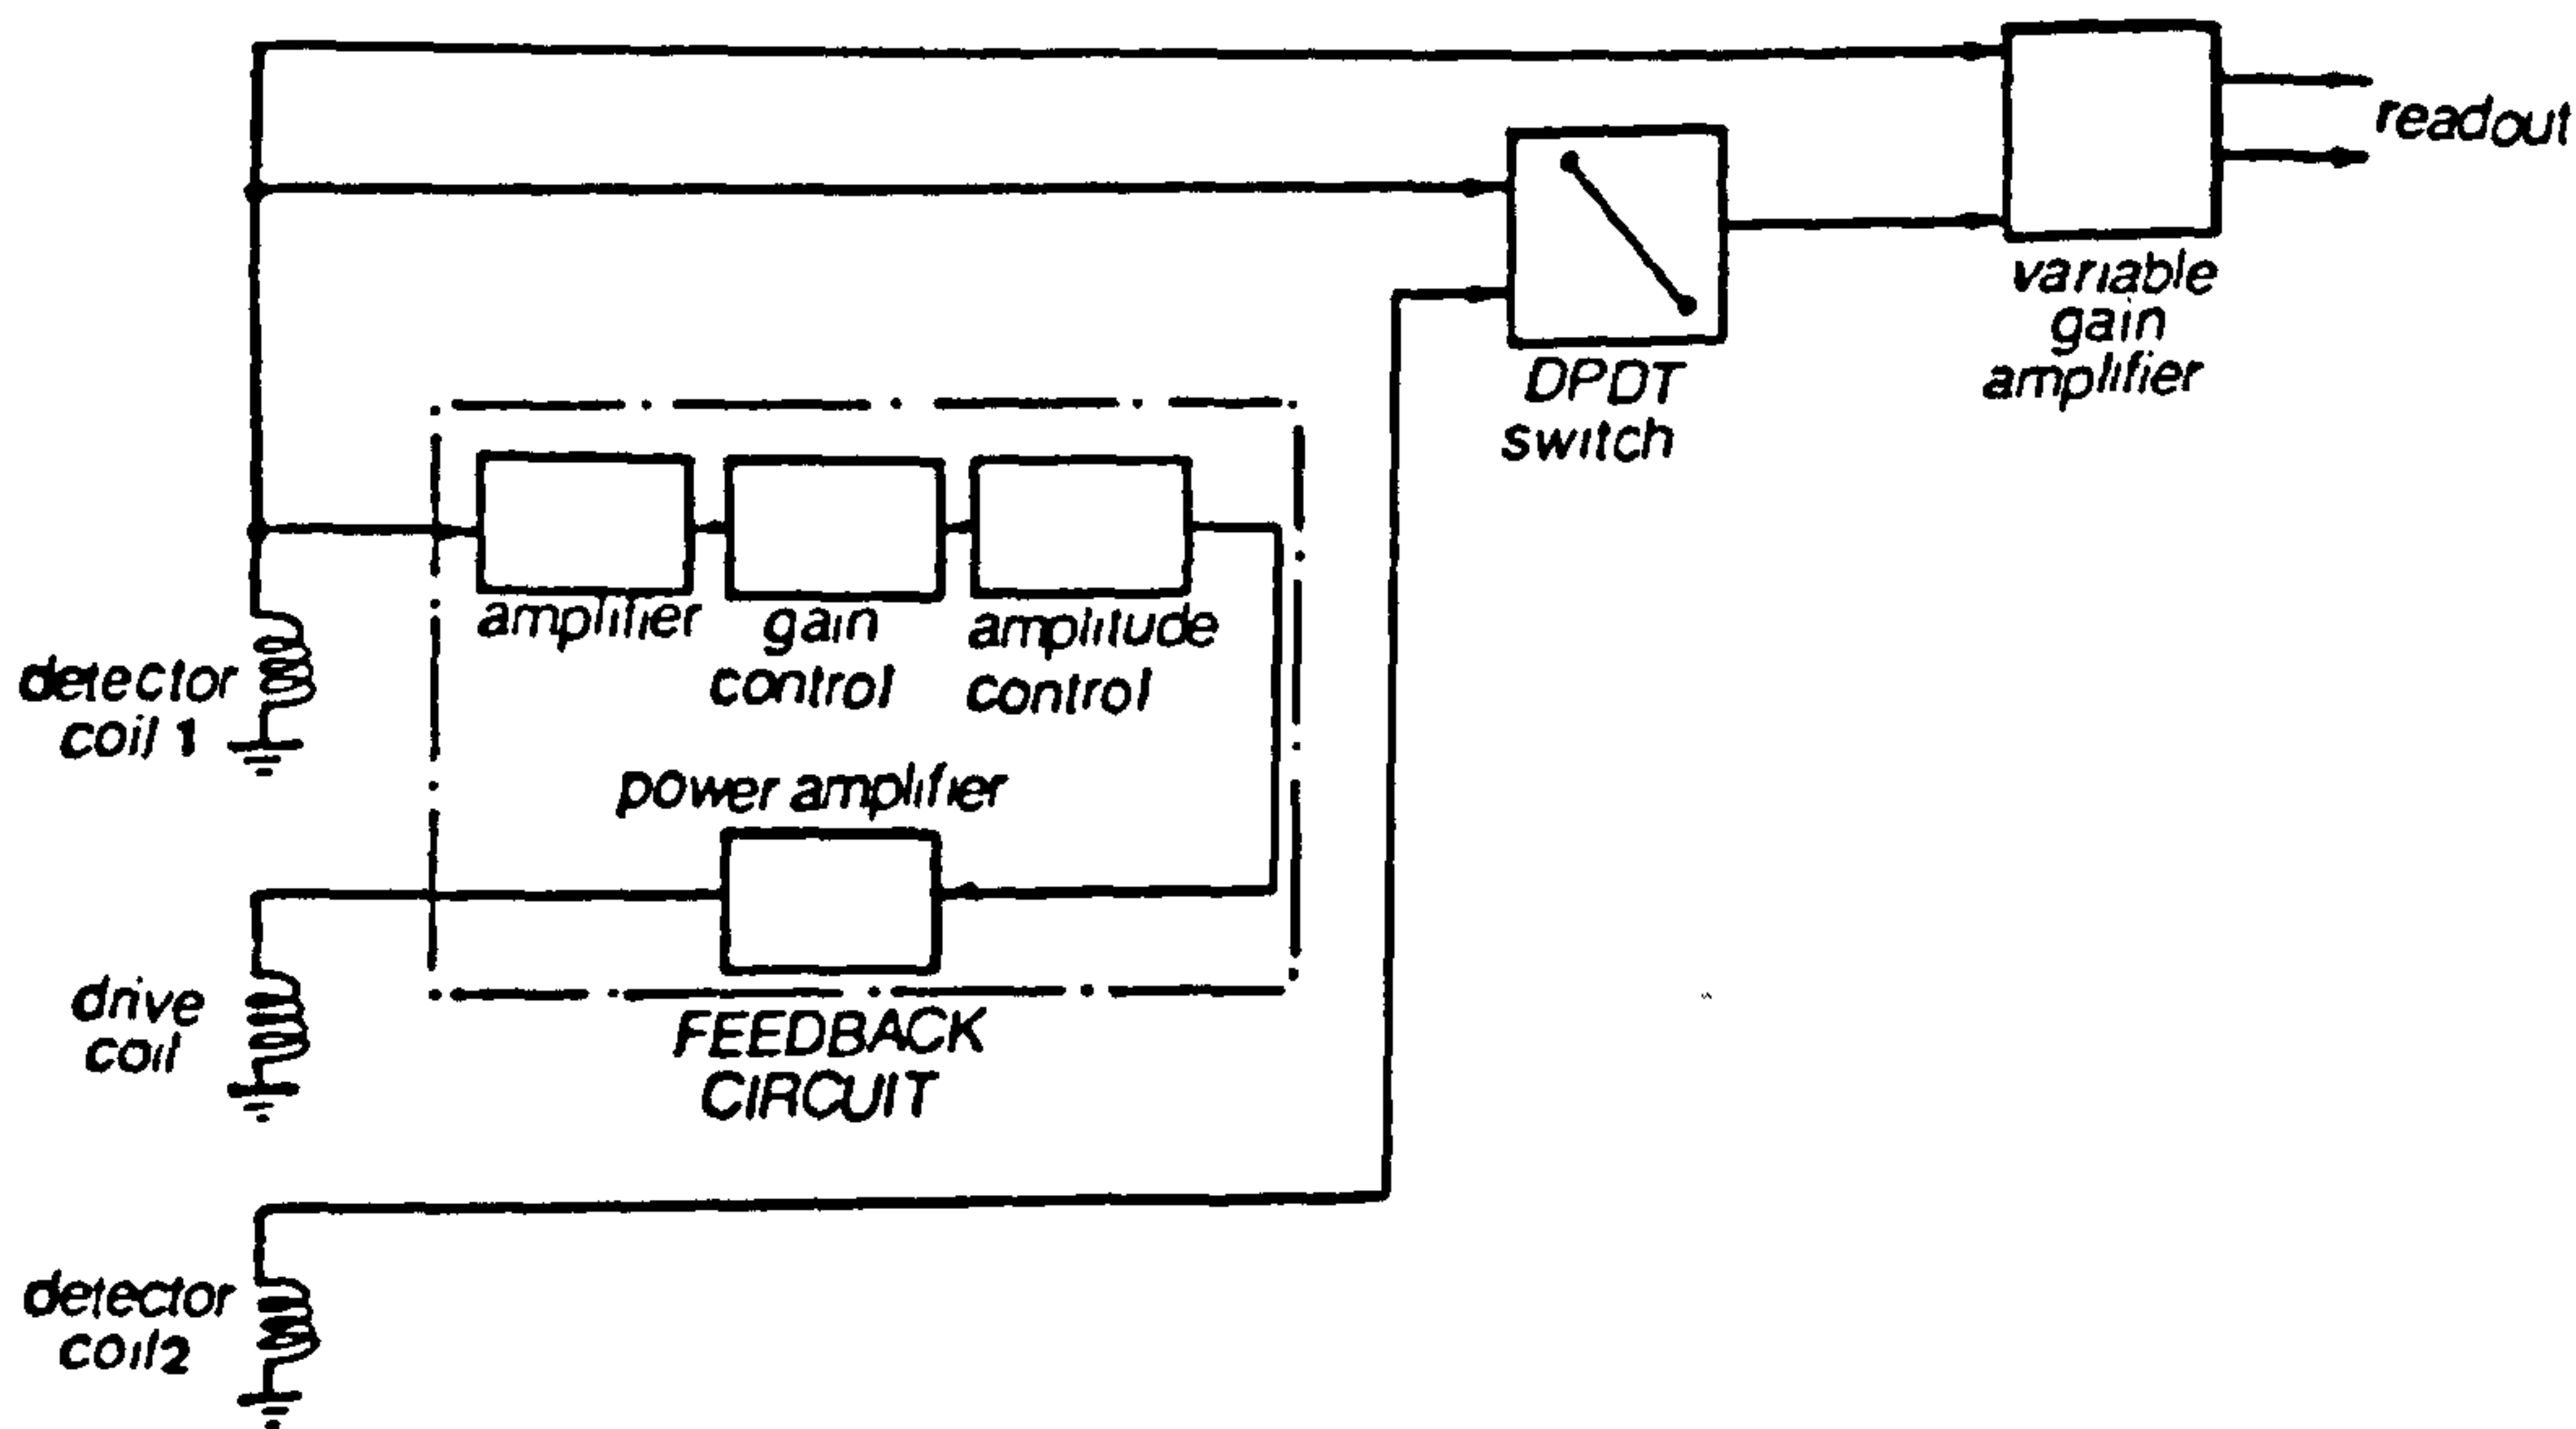 readout
variable
gain
amplifier
DPDT
switch
amplifier
gain
control
amplitude
control
detector
coil 1
power amplifier
drive
coil
FEEDBACK
CIRCUIT
detector
coil2